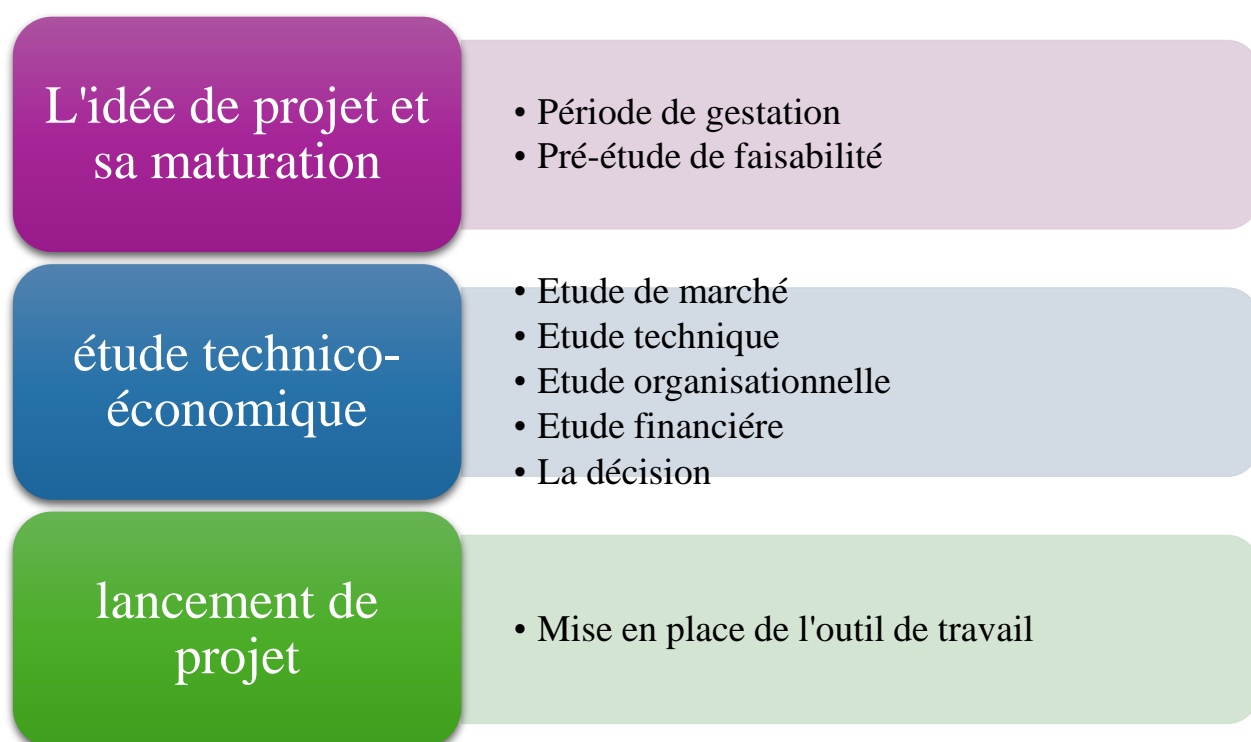 L'idée de projet et
sa maturation
• Période de gestation
• Pré-étude de faisabilité
étude technico-
économique
• Etude de marché
• Etude technique
• Etude organisationnelle
• Etude financiére
• La décision
lancement de
projet
• Mise en place de l'outil de travail